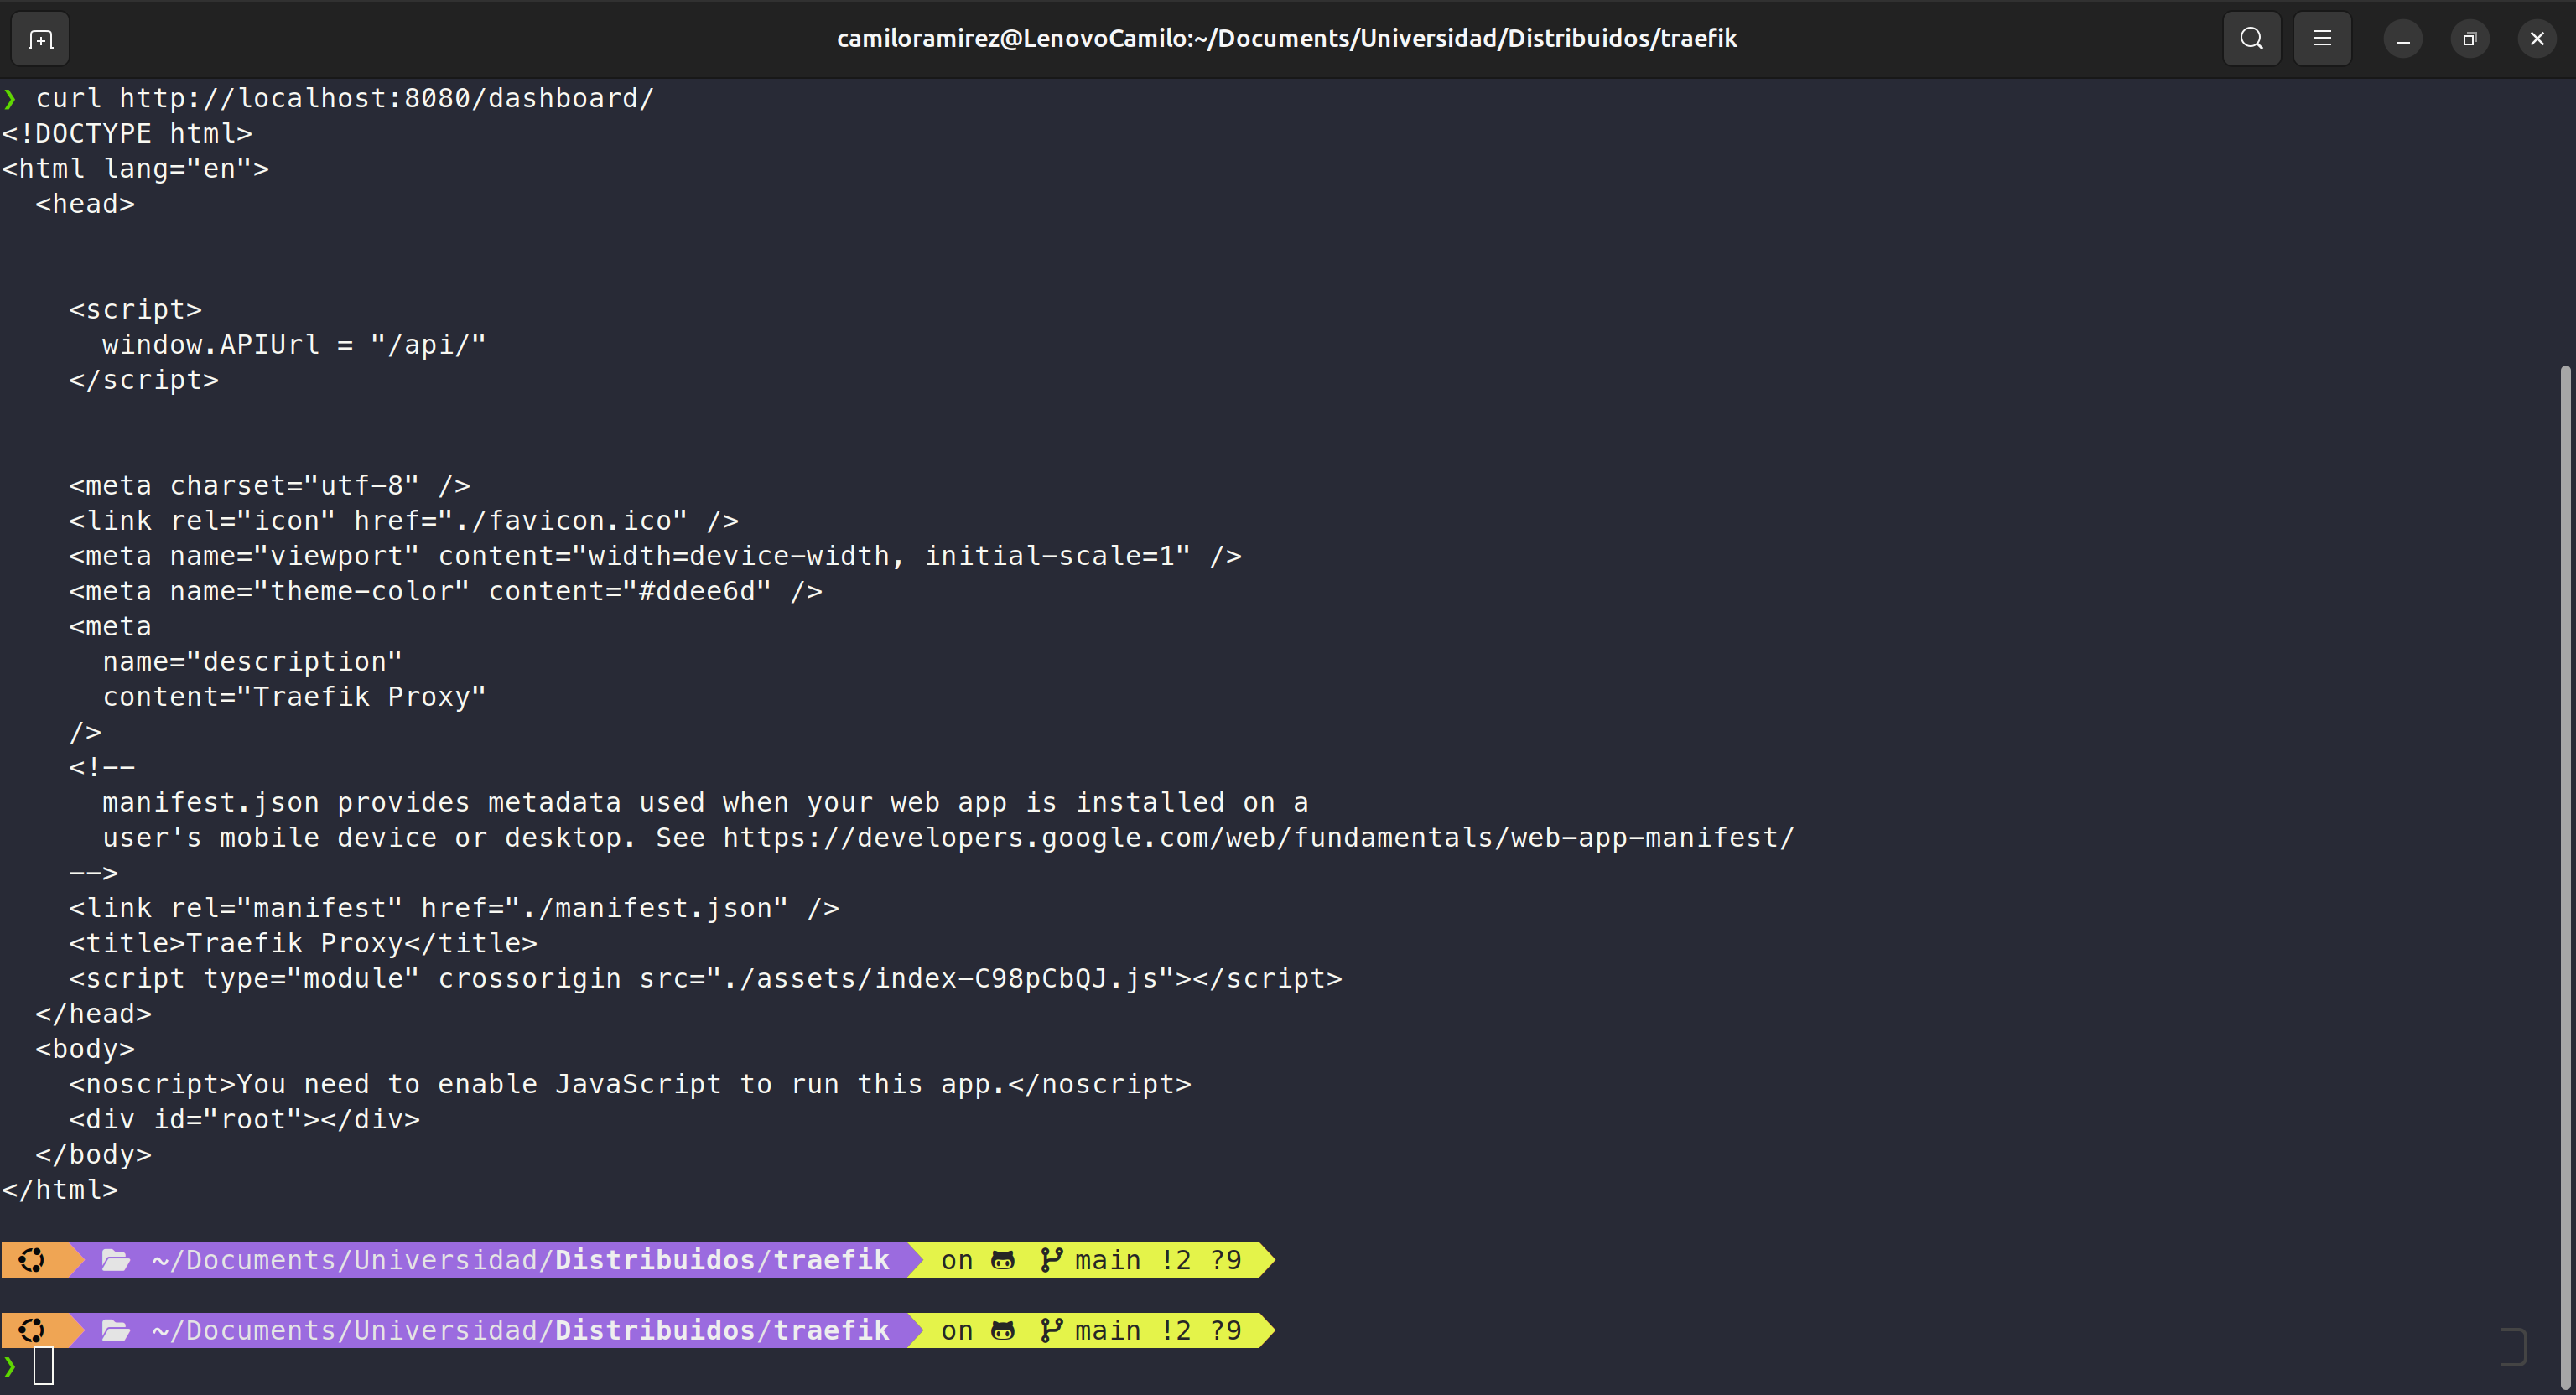 camiloramirez@LenovoCamilo:~/Documents/Universidad/Distribuidos/traefik
❯ curl http://localhost:8080/dashboard/
<!DOCTYPE html>
<html lang="en">
  <head>
    <script>
      window.APIUrl = "/api/"
    </script>
    <meta charset="utf-8" />
    <link rel="icon" href="./favicon.ico" />
    <meta name="viewport" content="width=device-width, initial-scale=1" />
    <meta name="theme-color" content="#ddee6d" />
    <meta
      name="description"
      content="Traefik Proxy"
    />
    <!--
      manifest.json provides metadata used when your web app is installed on a
      user's mobile device or desktop. See https://developers.google.com/web/fundamentals/web-app-manifest/
    -->
    <link rel="manifest" href="./manifest.json" />
    <title>Traefik Proxy</title>
    <script type="module" crossorigin src="./assets/index-C98pCbQJ.js"></script>
  </head>
  <body>
    <noscript>You need to enable JavaScript to run this app.</noscript>
    <div id="root"></div>
  </body>
</html>
~/Documents/Universidad/Distribuidos/traefik on main !2 ?9
~/Documents/Universidad/Distribuidos/traefik on main !2 ?9
❯